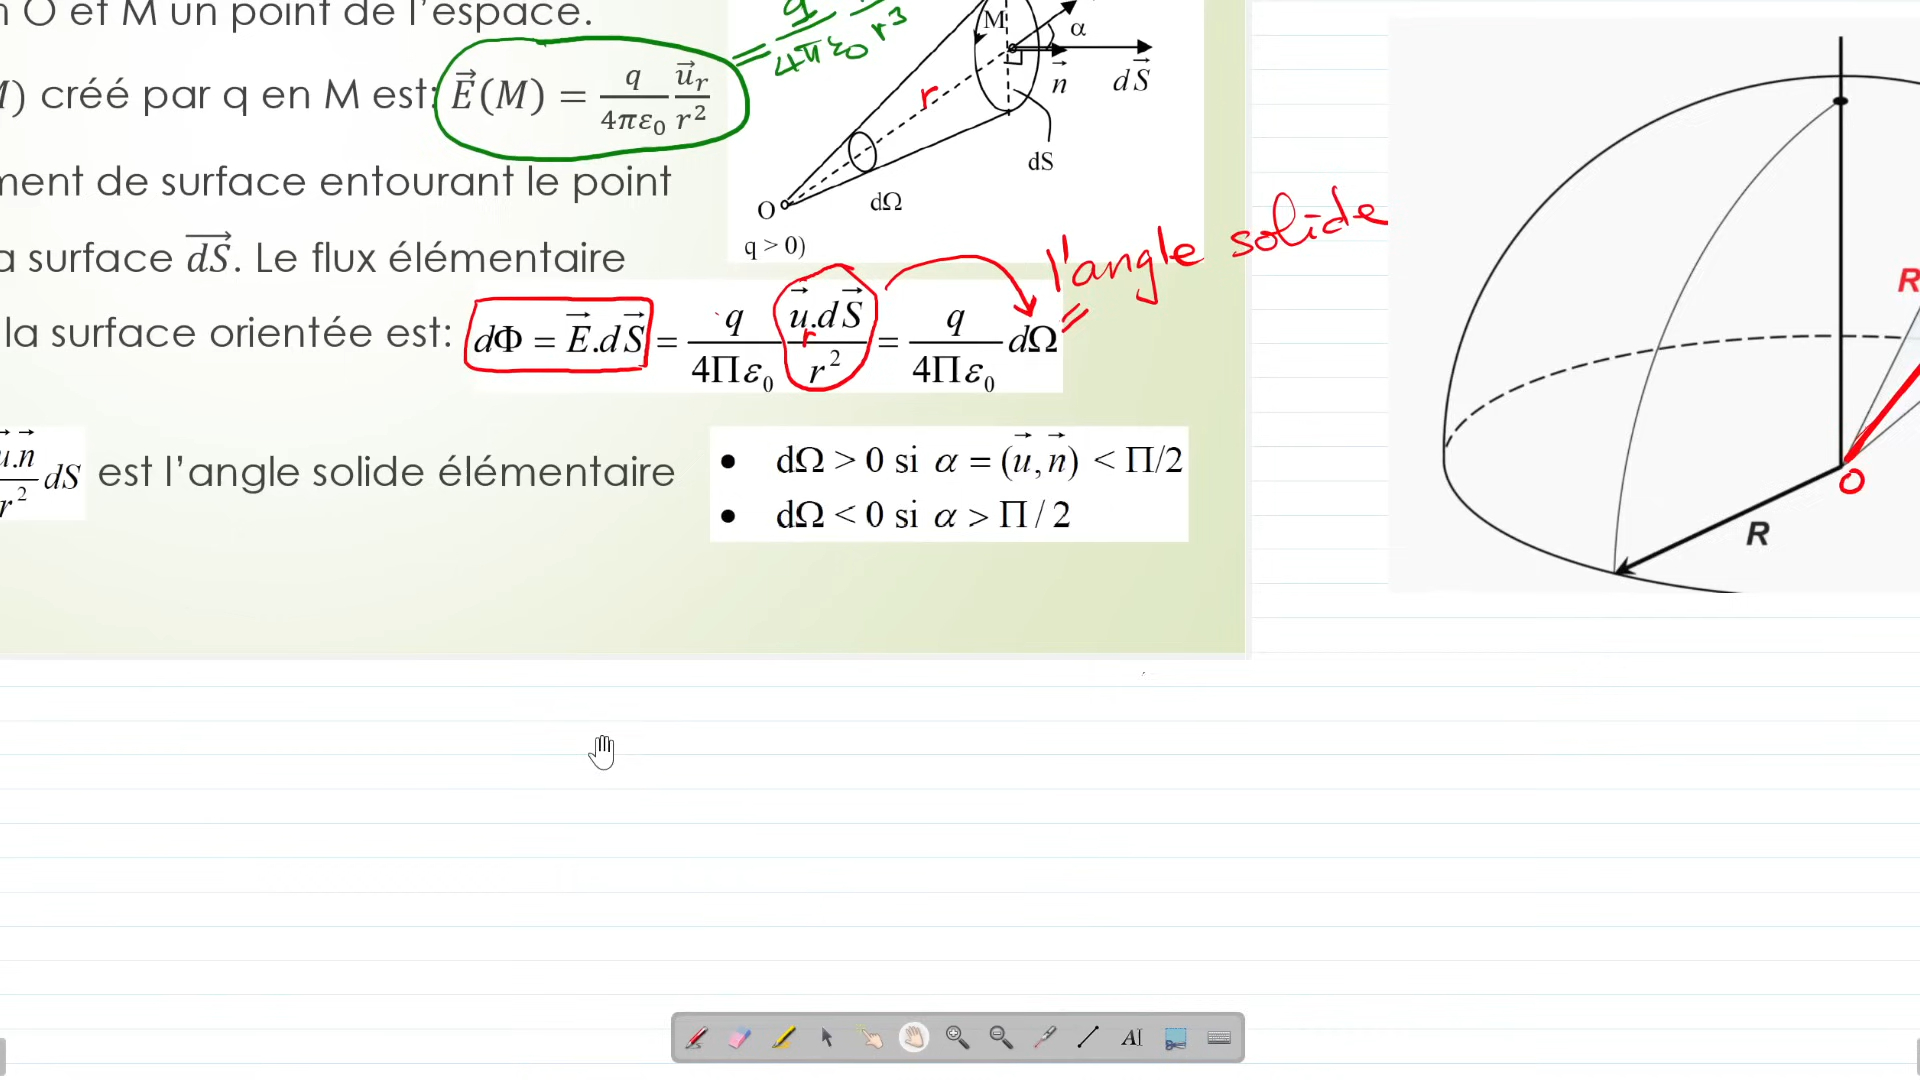 O et M un point de l'espace.
= q / 4πε0 r³
M
α
) créé par q en M est: E⃗(M) = q/4πε₀ u⃗r/r²
r
n⃗
dS⃗
dS
ment de surface entourant le point
O
dΩ
q > 0)
l'angle solide
a surface dS⃗. Le flux élémentaire
la surface orientée est: dΦ = E⃗.dS⃗ = q/4Πε₀ u⃗r.dS⃗/r² = q/4Πε₀ dΩ
u⃗.n⃗/r² dS est l'angle solide élémentaire
• dΩ > 0 si α = (u⃗, n⃗) < Π/2
• dΩ < 0 si α > Π / 2
R
O
R
AI